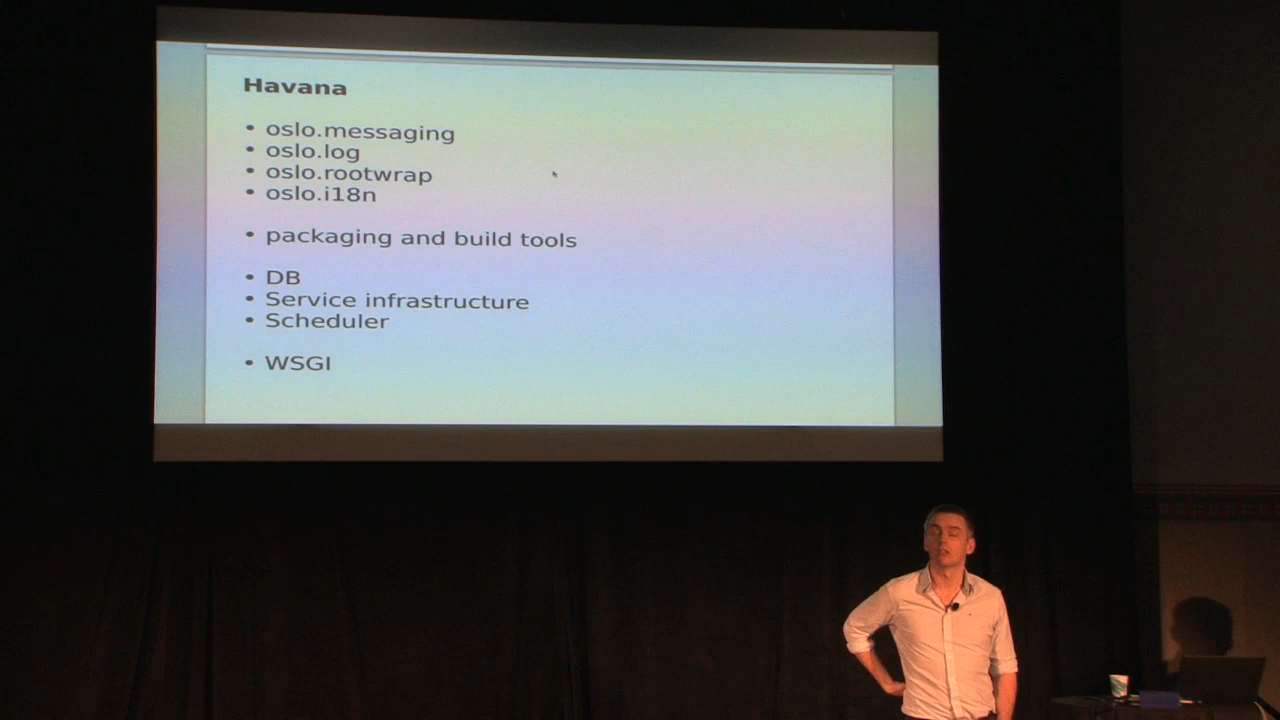 Havana
• oslo.messaging
• oslo.log
• oslo.rootwrap
• oslo.i18n
• packaging and build tools
• DB
• Service infrastructure
• Scheduler
• WSGI